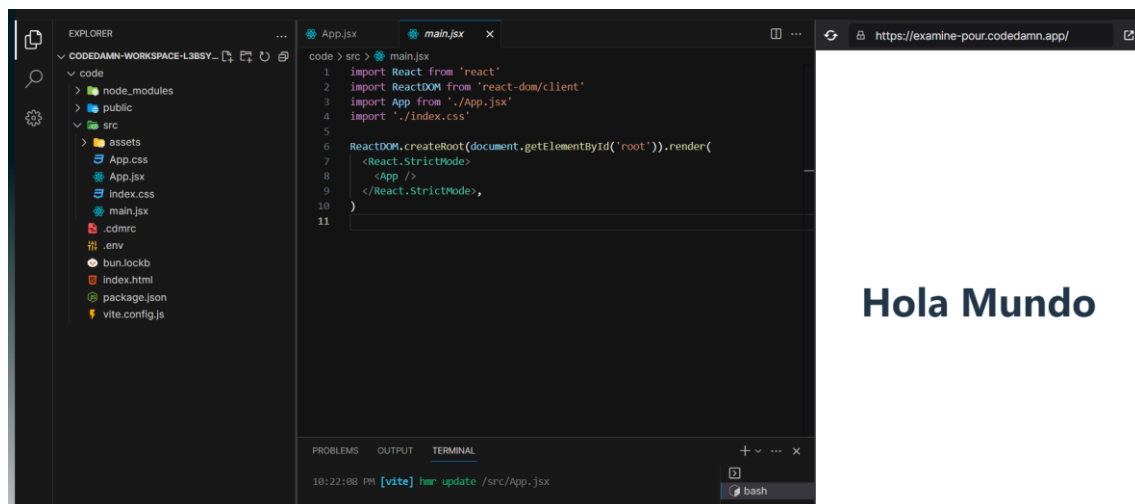 EXPLORER
...
CODEDAMN-WORKSPACE-L3BSY...
code
node_modules
public
src
assets
App.css
App.jsx
index.css
main.jsx
.cdmrc
.env
bun.lockb
index.html
package.json
vite.config.js
App.jsx
main.jsx
code > src > main.jsx
1 import React from 'react'
2 import ReactDOM from 'react-dom/client'
3 import App from './App.jsx'
4 import './index.css'
5
6 ReactDOM.createRoot(document.getElementById('root')).render(
7 <React.StrictMode>
8 <App />
9 </React.StrictMode>,
10 )
11
PROBLEMS OUTPUT TERMINAL
10:22:08 PM [vite] hmr update /src/App.jsx
bash
https://examine-pour.codedamn.app/
Hola Mundo